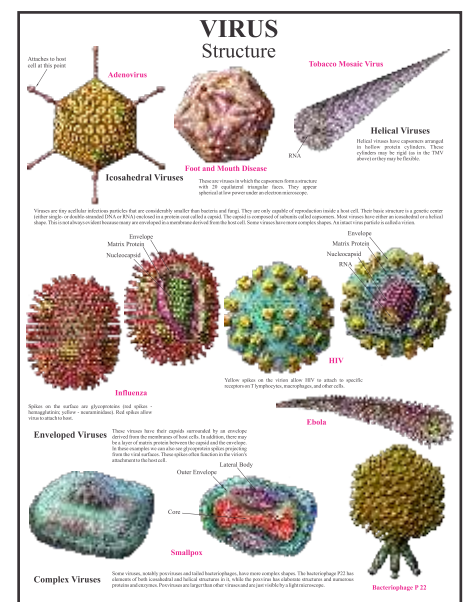 VIRUS
Structure
Attaches to host
cell at this point
Adenovirus
Tobacco Mosaic Virus
RNA
Helical Viruses
Helical viruses have capsomers arranged
in hollow protein cylinders. These
cylinders may be rigid (as in the TMV
above) or they may be flexible.
Foot and Mouth Disease
Icosahedral Viruses
These are viruses in which the capsomers form a structure
with 20 equilateral triangular faces. They appear
spherical at low power under an electron microscope.
Viruses are tiny acellular infectious particles that are considerably smaller than bacteria and fungi. They are only capable of reproduction inside a host cell. Their basic structure is a genetic center
(either single- or double-stranded DNA or RNA) enclosed in a protein coat called a capsid. The capsid is composed of subunits called capsomers. Most viruses have either an icosahedral or a helical
shape. This is not always evident because many are enveloped in a membrane derived from the host cell. Some viruses have more complex shapes. An intact virus particle is called a virion.
Envelope
Matrix Protein
Nucleocapsid
Envelope
Matrix Protein
Nucleocapsid
RNA
HIV
Yellow spikes on the virion allow HIV to attach to specific
receptors on T lymphocytes, macrophages, and other cells.
Influenza
Spikes on the surface are glycoproteins (red spikes -
hemagglutinin; yellow - neuraminidase). Red spikes allow
virus to attach to host.
Ebola
Enveloped Viruses
These viruses have their capsids surrounded by an envelope
derived from the membranes of host cells. In addition, there may
be a layer of matrix protein between the capsid and the envelope.
In these examples we can also see glycoprotein spikes projecting
from the viral surfaces. These spikes often function in the virion's
attachment to the host cell.
Lateral Body
Outer Envelope
Core
Smallpox
Complex Viruses
Some viruses, notably poxviruses and tailed bacteriophages, have more complex shapes. The bacteriophage P22 has
elements of both icosahedral and helical structures in it, while the poxvirus has elaborate structures and numerous
proteins and enzymes. Poxviruses are larger than other viruses and are just visible by a light microscope.
Bacteriophage P 22